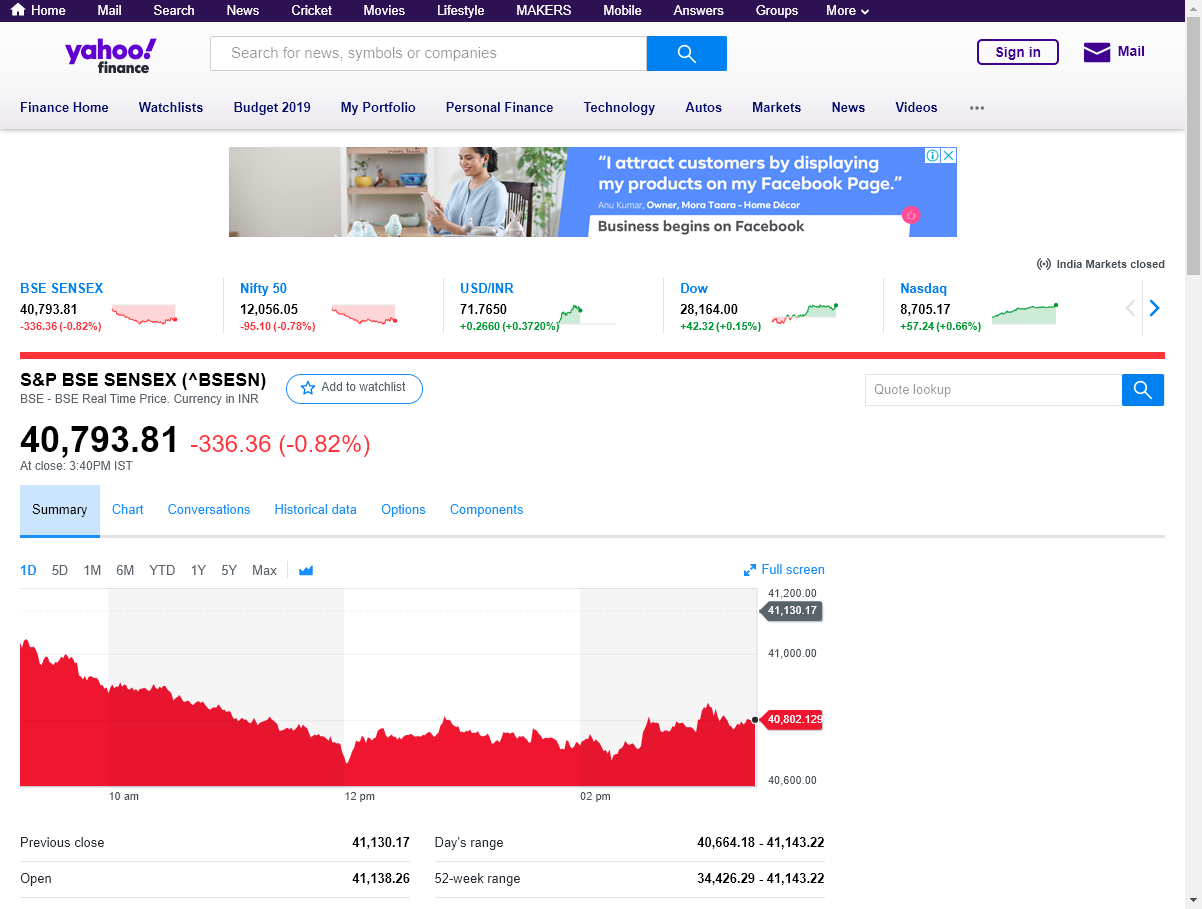 Home Mail Search News Cricket Movies Lifestyle MAKERS Mobile Answers Groups More
yahoo! finance
Search for news, symbols or companies
Sign in
Mail
Finance Home Watchlists Budget 2019 My Portfolio Personal Finance Technology Autos Markets News Videos ...
“I attract customers by displaying
my products on my Facebook Page.”
Anu Kumar, Owner, Mora Taara - Home Décor
Business begins on Facebook
India Markets closed
BSE SENSEX
40,793.81
-336.36 (-0.82%)
Nifty 50
12,056.05
-95.10 (-0.78%)
USD/INR
71.7650
+0.2660 (+0.3720%)
Dow
28,164.00
+42.32 (+0.15%)
Nasdaq
8,705.17
+57.24 (+0.66%)
S&P BSE SENSEX (^BSESN)
BSE - BSE Real Time Price. Currency in INR
Add to watchlist
Quote lookup
40,793.81 -336.36 (-0.82%)
At close: 3:40PM IST
Summary Chart Conversations Historical data Options Components
1D 5D 1M 6M YTD 1Y 5Y Max
Full screen
41,200.00
41,130.17
41,000.00
40,802.129
40,600.00
10 am 12 pm 02 pm
Previous close 41,130.17
Day's range 40,664.18 - 41,143.22
Open 41,138.26
52-week range 34,426.29 - 41,143.22